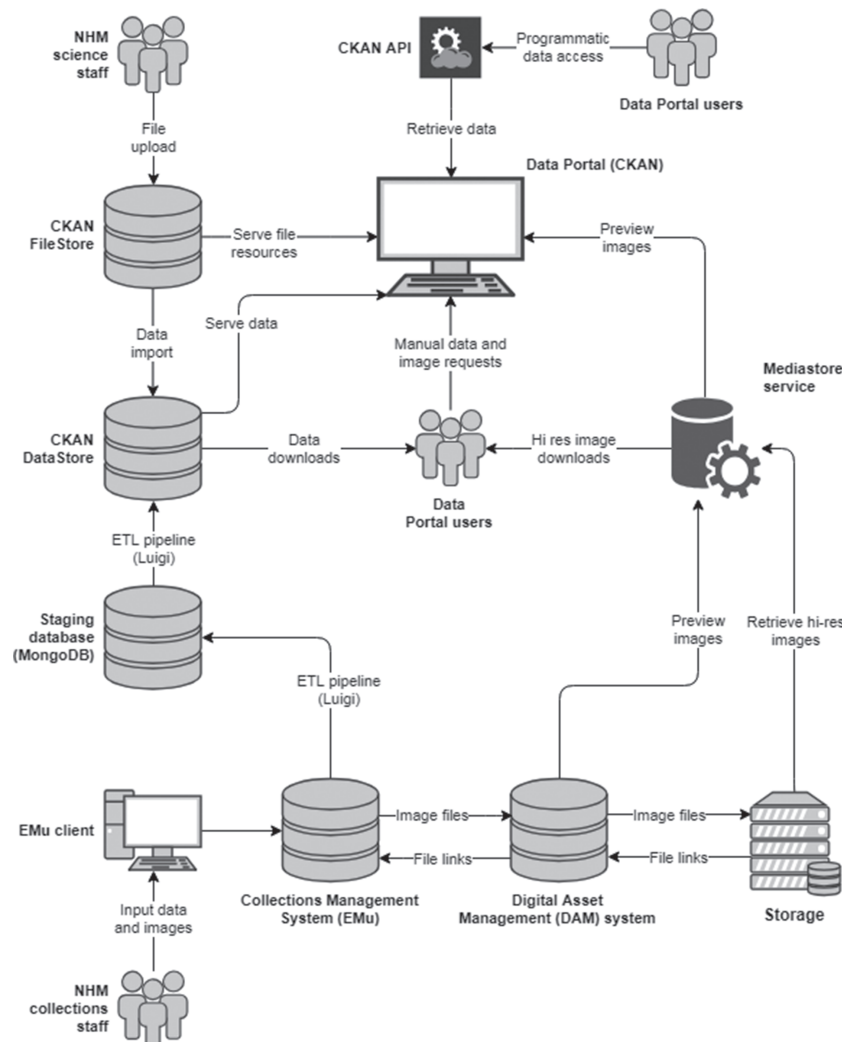 NHM
science
staff
CKAN API
Programmatic
data access
Data Portal users
File
upload
Retrieve data
Data Portal (CKAN)
CKAN
FileStore
Serve file
resources
Preview
images
Serve data
Data
import
Manual data and
image requests
Mediastore
service
CKAN
DataStore
Data
downloads
Hi res image
downloads
Data
Portal users
ETL pipeline
(Luigi)
Staging
database
(MongoDB)
Preview
images
Retrieve hi-res
images
ETL pipeline
(Luigi)
EMu client
Image files
Image files
File links
File links
Collections Management
System (EMu)
Digital Asset
Management (DAM) system
Storage
Input data
and images
NHM
collections
staff